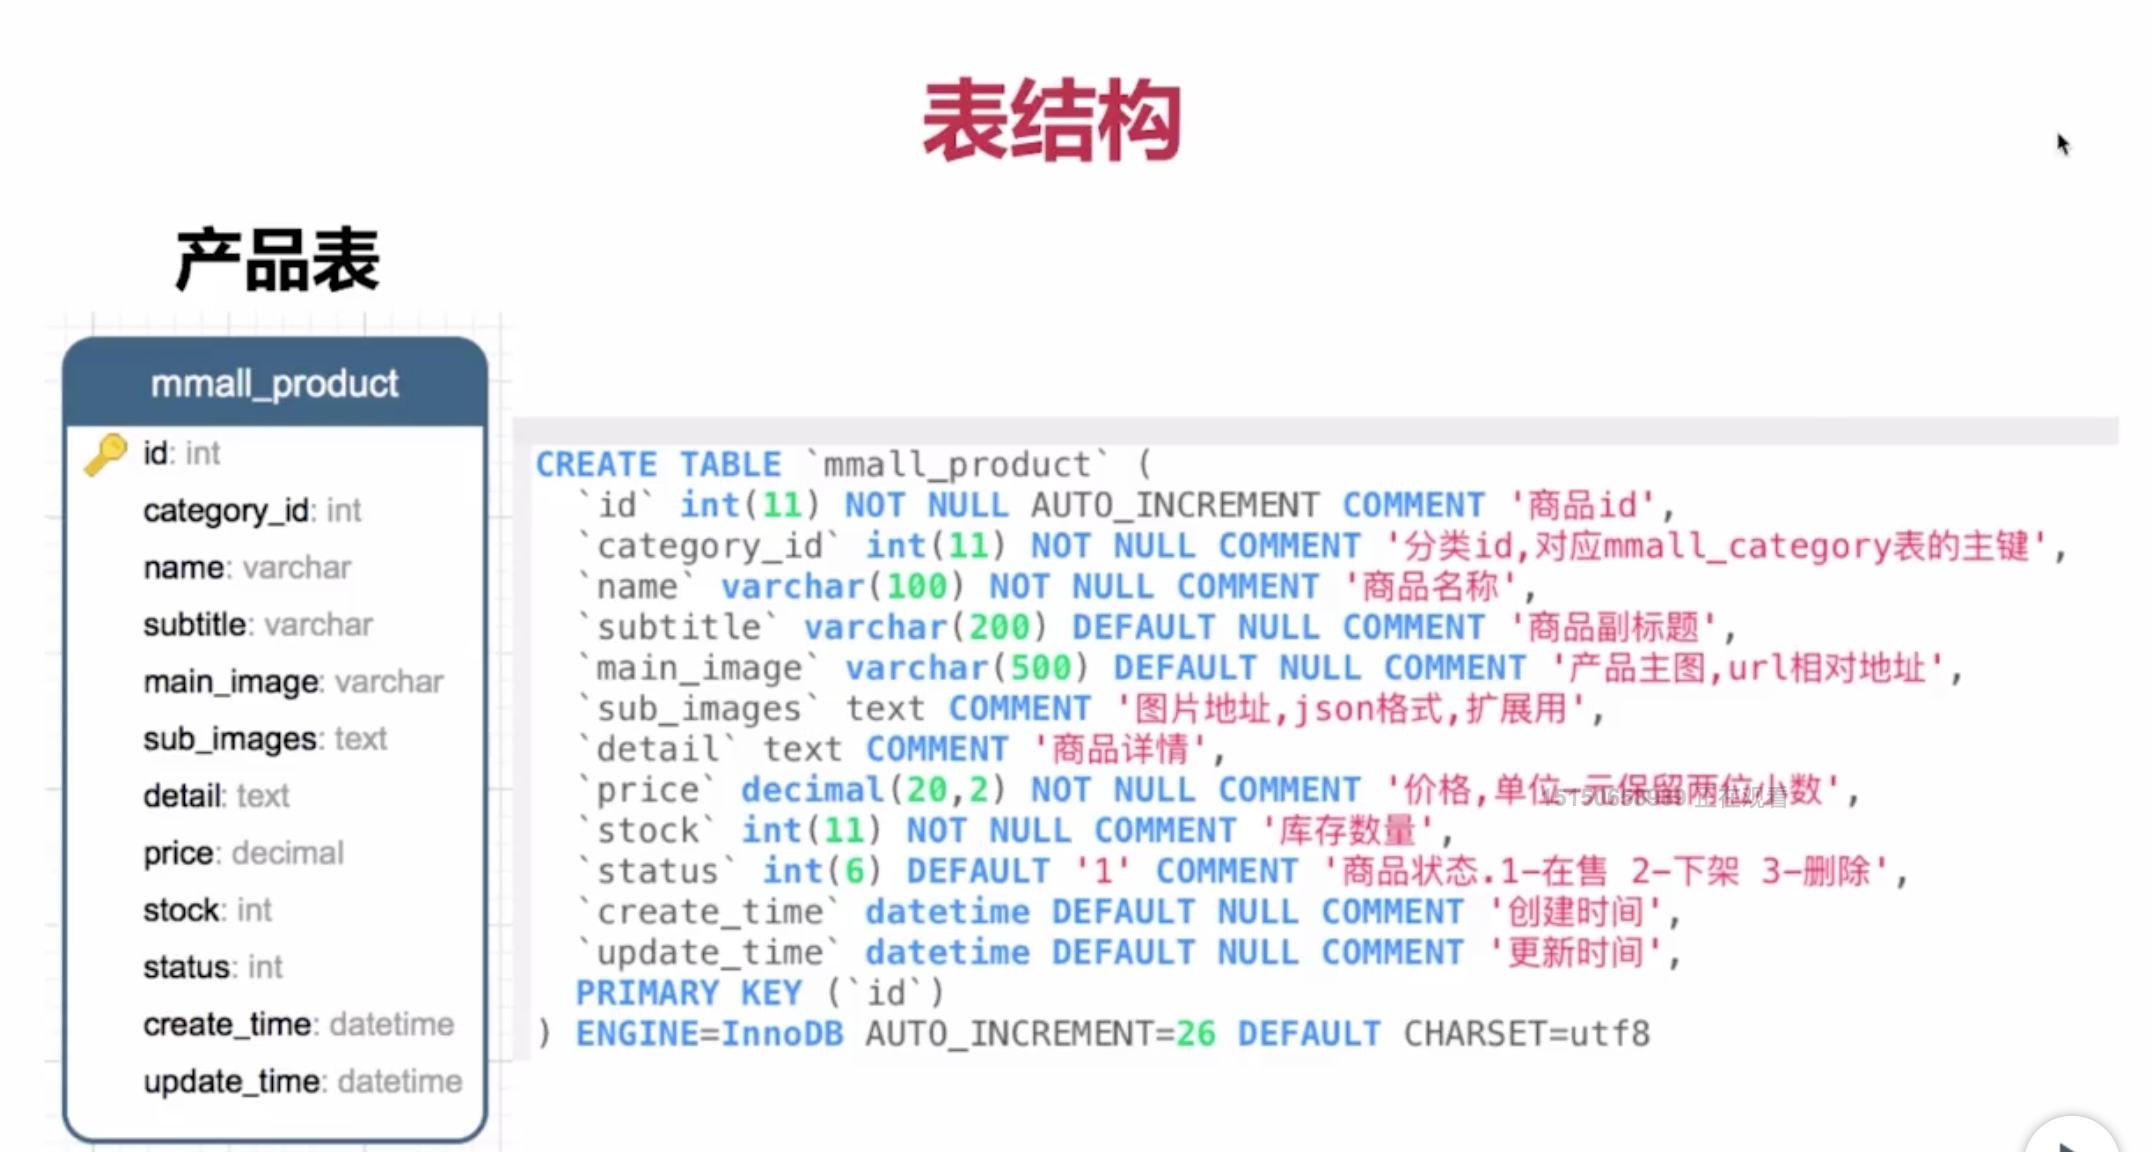 表结构
产品表
mmall_product
id: int
category_id: int
name: varchar
subtitle: varchar
main_image: varchar
sub_images: text
detail: text
price: decimal
stock: int
status: int
create_time: datetime
update_time: datetime
CREATE TABLE `mmall_product` (
`id` int(11) NOT NULL AUTO_INCREMENT COMMENT '商品id',
`category_id` int(11) NOT NULL COMMENT '分类id,对应mmall_category表的主键',
`name` varchar(100) NOT NULL COMMENT '商品名称',
`subtitle` varchar(200) DEFAULT NULL COMMENT '商品副标题',
`main_image` varchar(500) DEFAULT NULL COMMENT '产品主图,url相对地址',
`sub_images` text COMMENT '图片地址,json格式,扩展用',
`detail` text COMMENT '商品详情',
`price` decimal(20,2) NOT NULL COMMENT '价格,单位-元保留两位小数',
`stock` int(11) NOT NULL COMMENT '库存数量',
`status` int(6) DEFAULT '1' COMMENT '商品状态.1-在售 2-下架 3-删除',
`create_time` datetime DEFAULT NULL COMMENT '创建时间',
`update_time` datetime DEFAULT NULL COMMENT '更新时间',
PRIMARY KEY (`id`)
) ENGINE=InnoDB AUTO_INCREMENT=26 DEFAULT CHARSET=utf8
正在观看